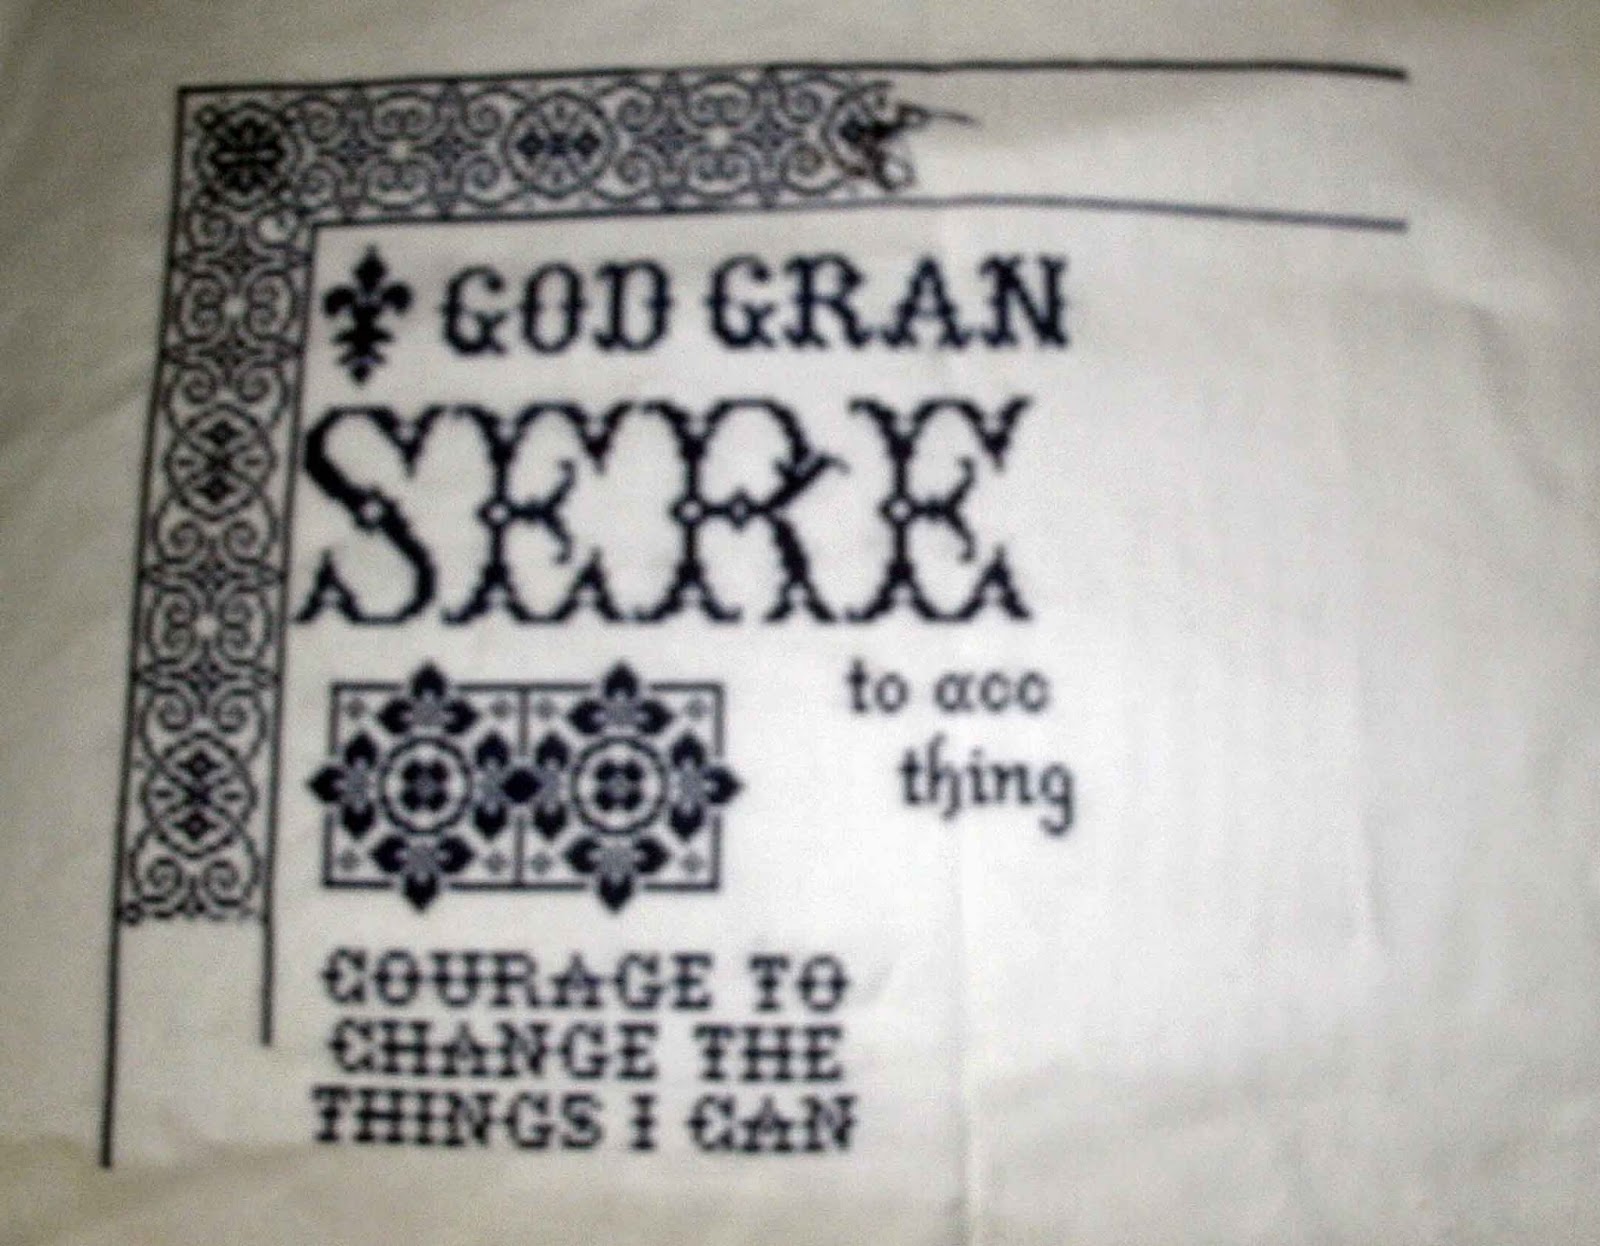 GOD GRAN
SERE
to acc
thing
COURAGE TO
CHANGE THE
THINGS I CAN